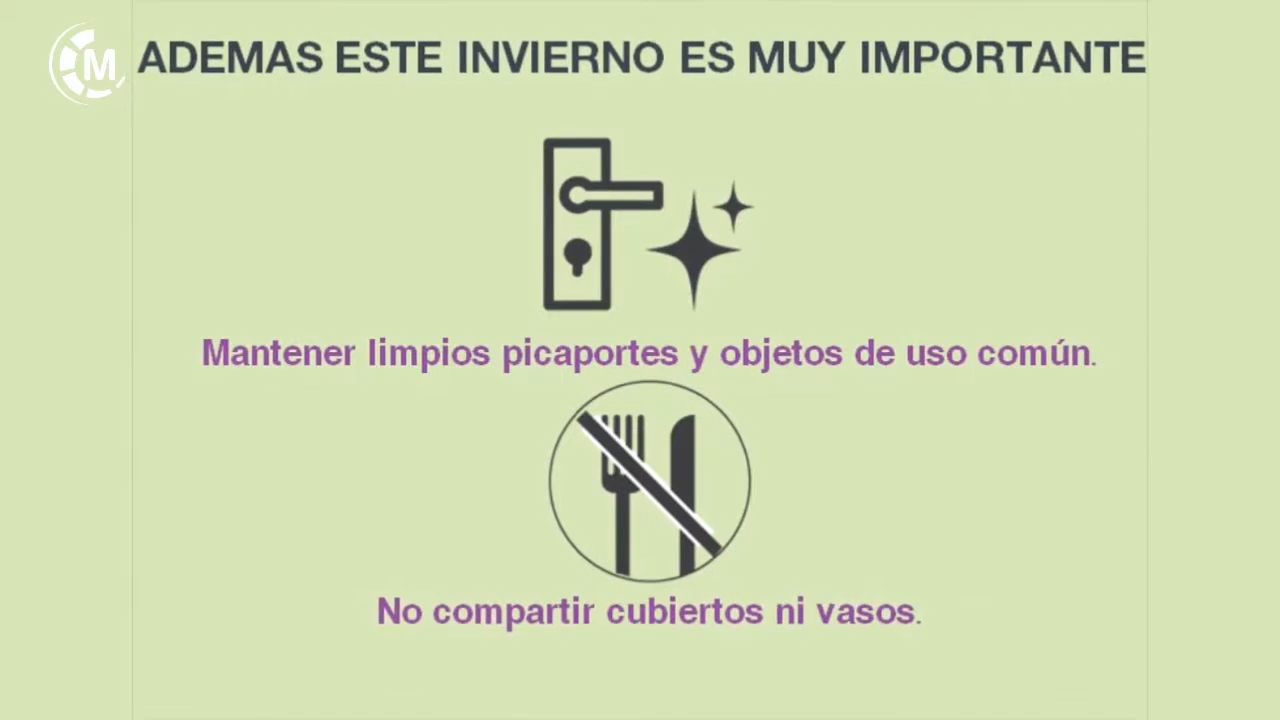 M
ADEMAS ESTE INVIERNO ES MUY IMPORTANTE
Mantener limpios picaportes y objetos de uso común.
No compartir cubiertos ni vasos.